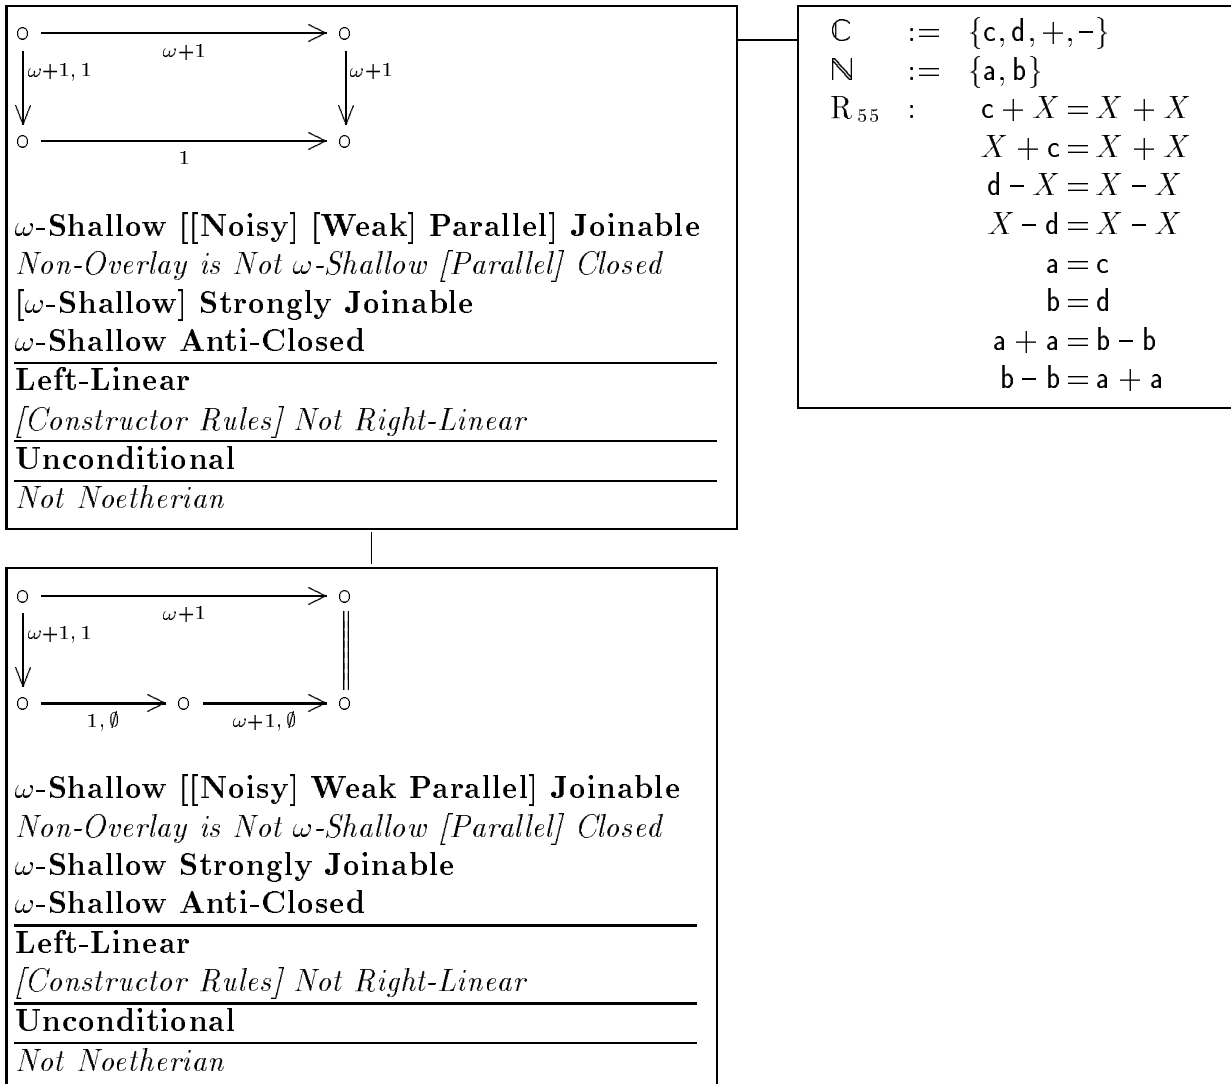 ω+1
ω+1, 1
ω+1
1
ω-Shallow [[Noisy] [Weak] Parallel] Joinable
Non-Overlay is Not ω-Shallow [Parallel] Closed
[ω-Shallow] Strongly Joinable
ω-Shallow Anti-Closed
Left-Linear
[Constructor Rules] Not Right-Linear
Unconditional
Not Noetherian
ℂ := {c, d, +, −}
ℕ := {a, b}
R₅₅ : c + X = X + X
X + c = X + X
d − X = X − X
X − d = X − X
a = c
b = d
a + a = b − b
b − b = a + a
ω+1
ω+1, 1
1, ∅
ω+1, ∅
ω-Shallow [[Noisy] Weak Parallel] Joinable
Non-Overlay is Not ω-Shallow [Parallel] Closed
ω-Shallow Strongly Joinable
ω-Shallow Anti-Closed
Left-Linear
[Constructor Rules] Not Right-Linear
Unconditional
Not Noetherian